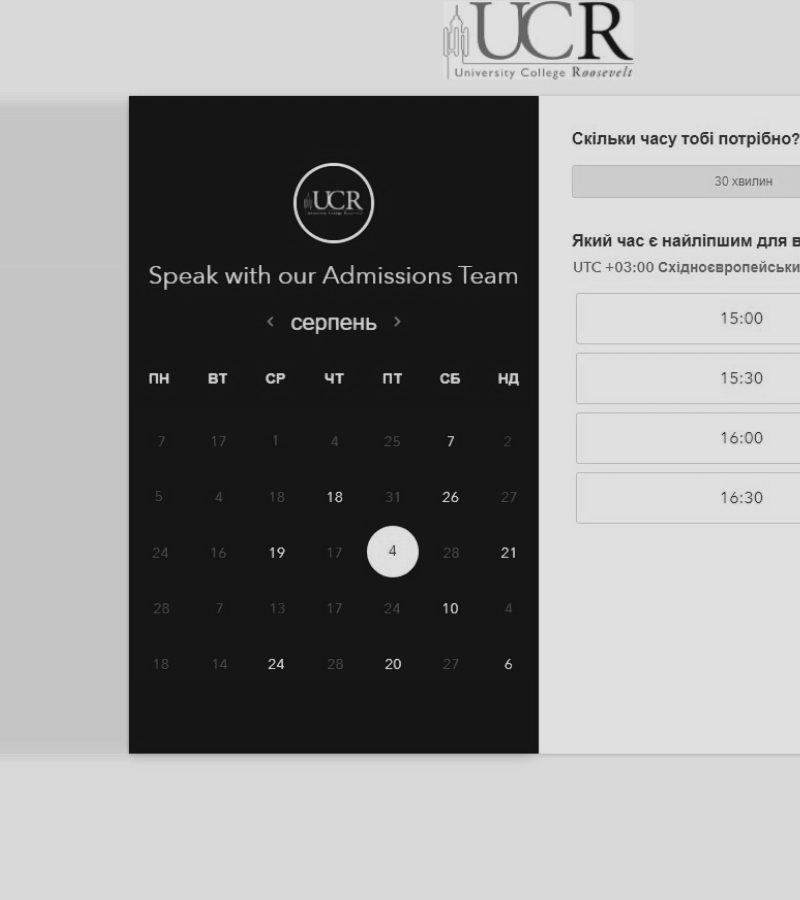 UCR
University College Roosevelt
UCR
Speak with our Admissions Team
серпень
ПН ВТ СР ЧТ ПТ СБ НД
7 17 1 4 25 7 2
5 4 18 18 31 26 27
24 16 19 17 4 28 21
28 7 13 17 24 10 4
18 14 24 28 20 27 6
Скільки часу тобі потрібно?
30 хвилин
Який час є найліпшим для в
UTC +03:00 Східноєвропейськи
15:00
15:30
16:00
16:30